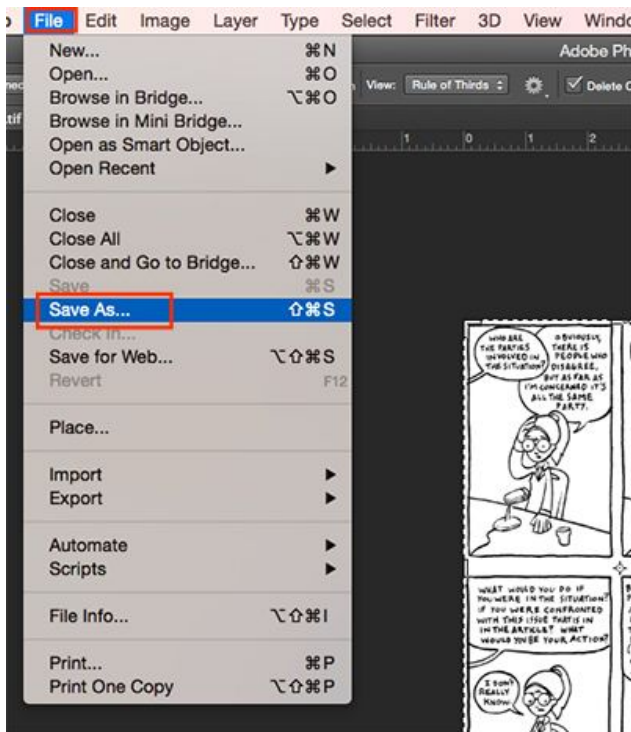 File Edit Image Layer Type Select Filter 3D View Windo
New... ⌘N
Adobe Ph
Open... ⌘O
View: Rule of Thirds
Delete C
Browse in Bridge... ⌥⌘O
Browse in Mini Bridge...
tif
Open as Smart Object...
1 0 1 2
Open Recent ▶
Close ⌘W
Close All ⌥⌘W
Close and Go to Bridge... ⇧⌘W
Save ⌘S
Save As... ⇧⌘S
Check In...
Save for Web... ⌥⇧⌘S
Revert F12
Place...
Import ▶
Export ▶
Automate ▶
Scripts ▶
File Info... ⌥⇧⌘I
Print... ⌘P
Print One Copy ⌥⇧⌘P
WHO ARE
THE PARTIES
INVOLVED IN
THE SITUATION?
OBVIOUSLY,
THERE IS
PEOPLE WHO
DISAGREE,
BUT AS FAR AS
I'M CONCERNED IT'S
ALL THE SAME
PARTY.
WHAT WOULD YOU DO IF
YOU WERE IN THE SITUATION?
IF YOU WERE CONFRONTED
WITH THIS ISSUE THAT IS IN
IN THE ARTICLE? WHAT
WOULD YOU BE YOUR ACTION?
I DON'T
REALLY
KNOW